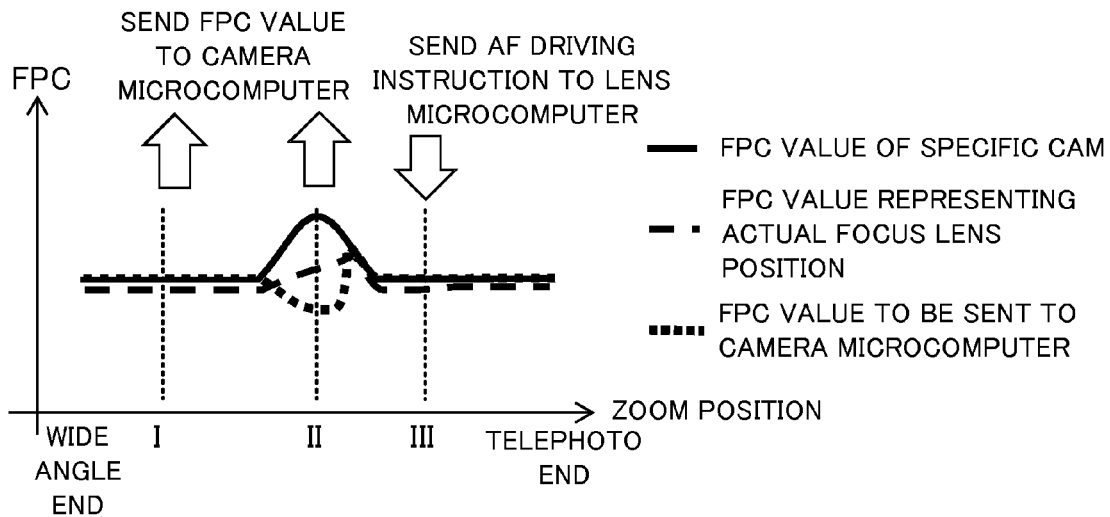 SEND FPC VALUE
TO CAMERA
MICROCOMPUTER
SEND AF DRIVING
INSTRUCTION TO LENS
MICROCOMPUTER
FPC
FPC VALUE OF SPECIFIC CAM
FPC VALUE REPRESENTING
ACTUAL FOCUS LENS
POSITION
FPC VALUE TO BE SENT TO
CAMERA MICROCOMPUTER
ZOOM POSITION
WIDE
ANGLE
END
I
II
III
TELEPHOTO
END